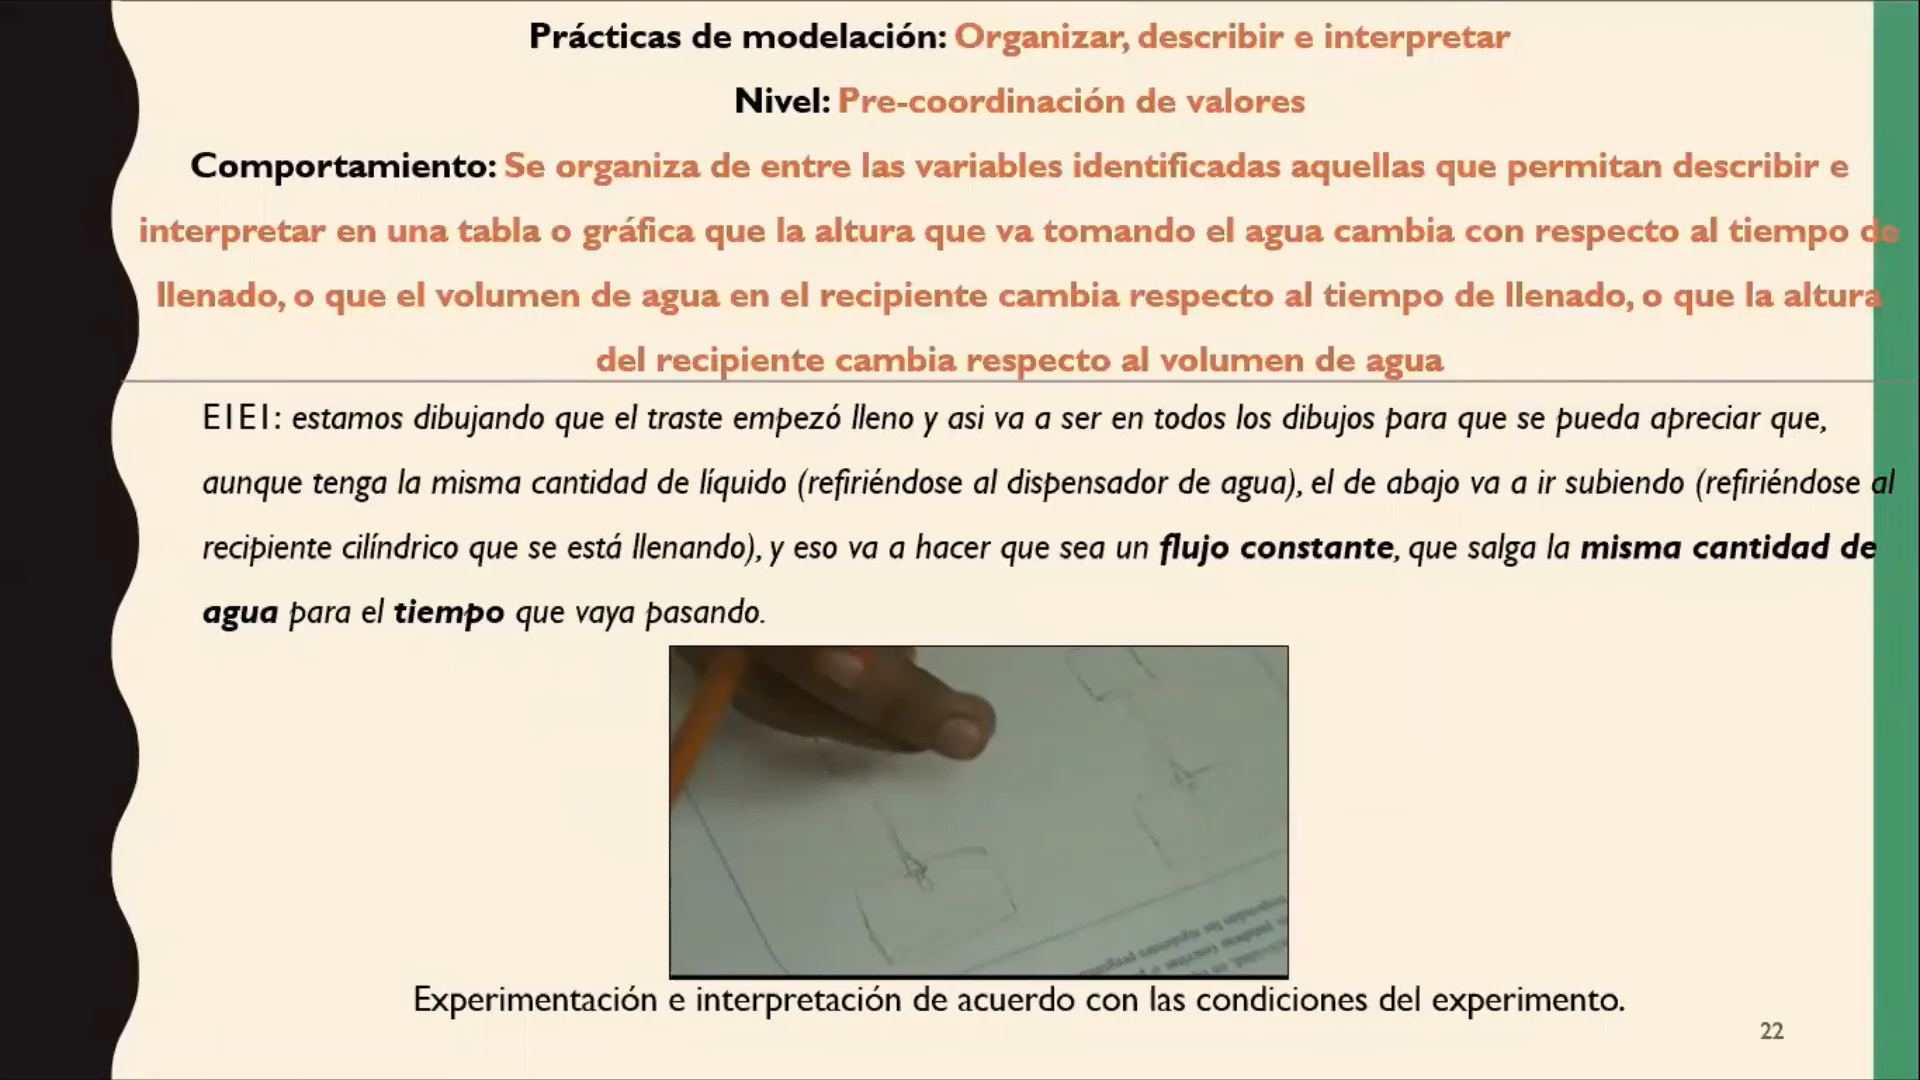 Prácticas de modelación: Organizar, describir e interpretar
Nivel: Pre-coordinación de valores
Comportamiento: Se organiza de entre las variables identificadas aquellas que permitan describir e
interpretar en una tabla o gráfica que la altura que va tomando el agua cambia con respecto al tiempo de
llenado, o que el volumen de agua en el recipiente cambia respecto al tiempo de llenado, o que la altura
del recipiente cambia respecto al volumen de agua
E1E1: estamos dibujando que el traste empezó lleno y asi va a ser en todos los dibujos para que se pueda apreciar que,
aunque tenga la misma cantidad de líquido (refiriéndose al dispensador de agua), el de abajo va a ir subiendo (refiriéndose al
recipiente cilíndrico que se está llenando), y eso va a hacer que sea un flujo constante, que salga la misma cantidad de
agua para el tiempo que vaya pasando.
Experimentación e interpretación de acuerdo con las condiciones del experimento.
22